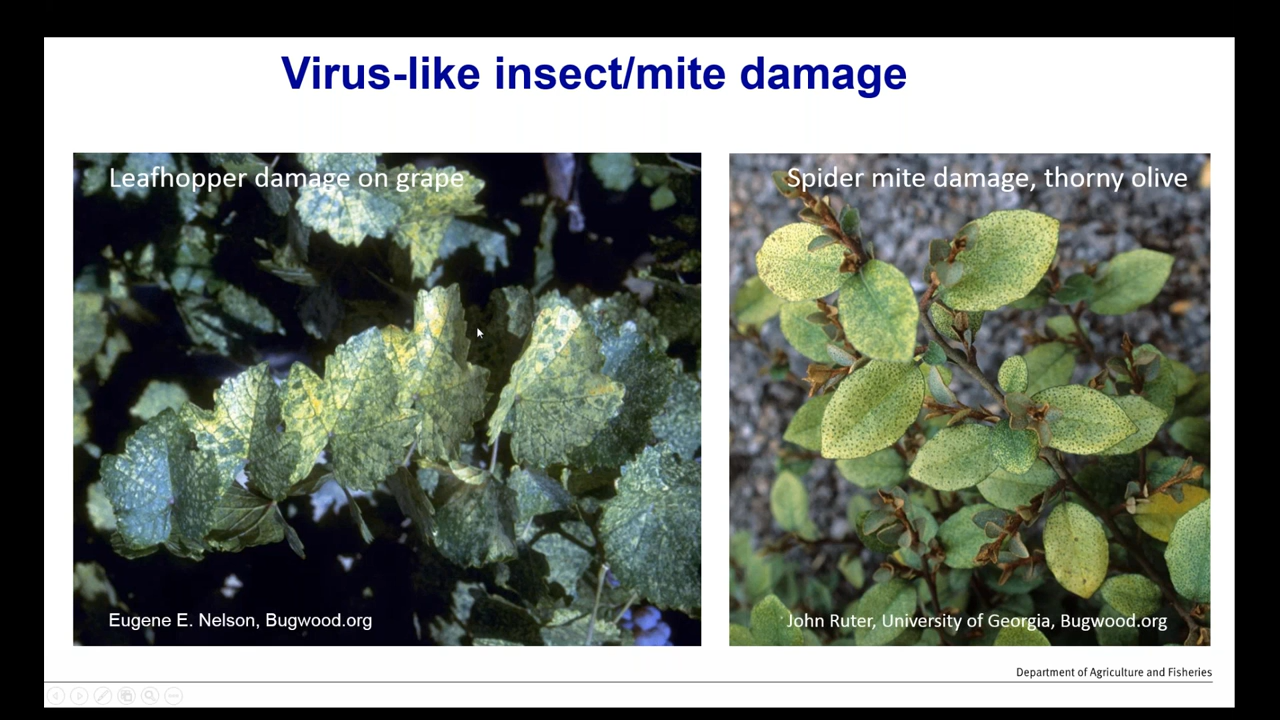 Virus-like insect/mite damage
Leafhopper damage on grape
Spider mite damage, thorny olive
Eugene E. Nelson, Bugwood.org
John Ruter, University of Georgia, Bugwood.org
Department of Agriculture and Fisheries